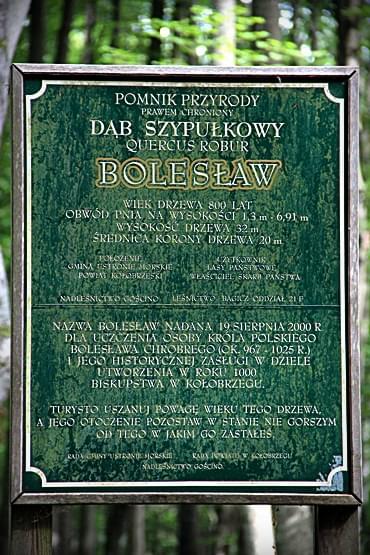 POMNIK PRZYRODY
PRAWEM CHRONIONY
DĄB SZYPUŁKOWY
QUERCUS ROBUR
BOLESŁAW
WIEK DRZEWA 800 LAT
OBWÓD PNIA NA WYSOKOŚCI 1,3 m - 6,91 m
WYSOKOŚĆ DRZEWA 32 m
ŚREDNICA KORONY DRZEWA 20 m
POŁOŻENIE UŻYTKOWNIK
GMINA USTRONIE MORSKIE LASY PAŃSTWOWE
POWIAT KOŁOBRZESKI WŁAŚCICIEL SKARB PAŃSTWA
NADLEŚNICTWO GOŚCINO LEŚNICTWO BAGICZ ODDZIAŁ 21 F
NAZWA BOLESŁAW NADANA 19 SIERPNIA 2000 R.
DLA UCZCZENIA OSOBY KRÓLA POLSKIEGO
BOLESŁAWA CHROBREGO (OK. 967 - 1025 R.)
I JEGO HISTORYCZNEJ ZASŁUGI W DZIELE
UTWORZENIA W ROKU 1000
BISKUPSTWA W KOŁOBRZEGU.
TURYSTO USZANUJ POWAGĘ WIEKU TEGO DRZEWA,
A JEGO OTOCZENIE POZOSTAW W STANIE NIE GORSZYM
OD TEGO W JAKIM GO ZASTAŁEŚ.
RADA GMINY USTRONIE MORSKIE RADA POWIATU W KOŁOBRZEGU
NADLEŚNICTWO GOŚCINO